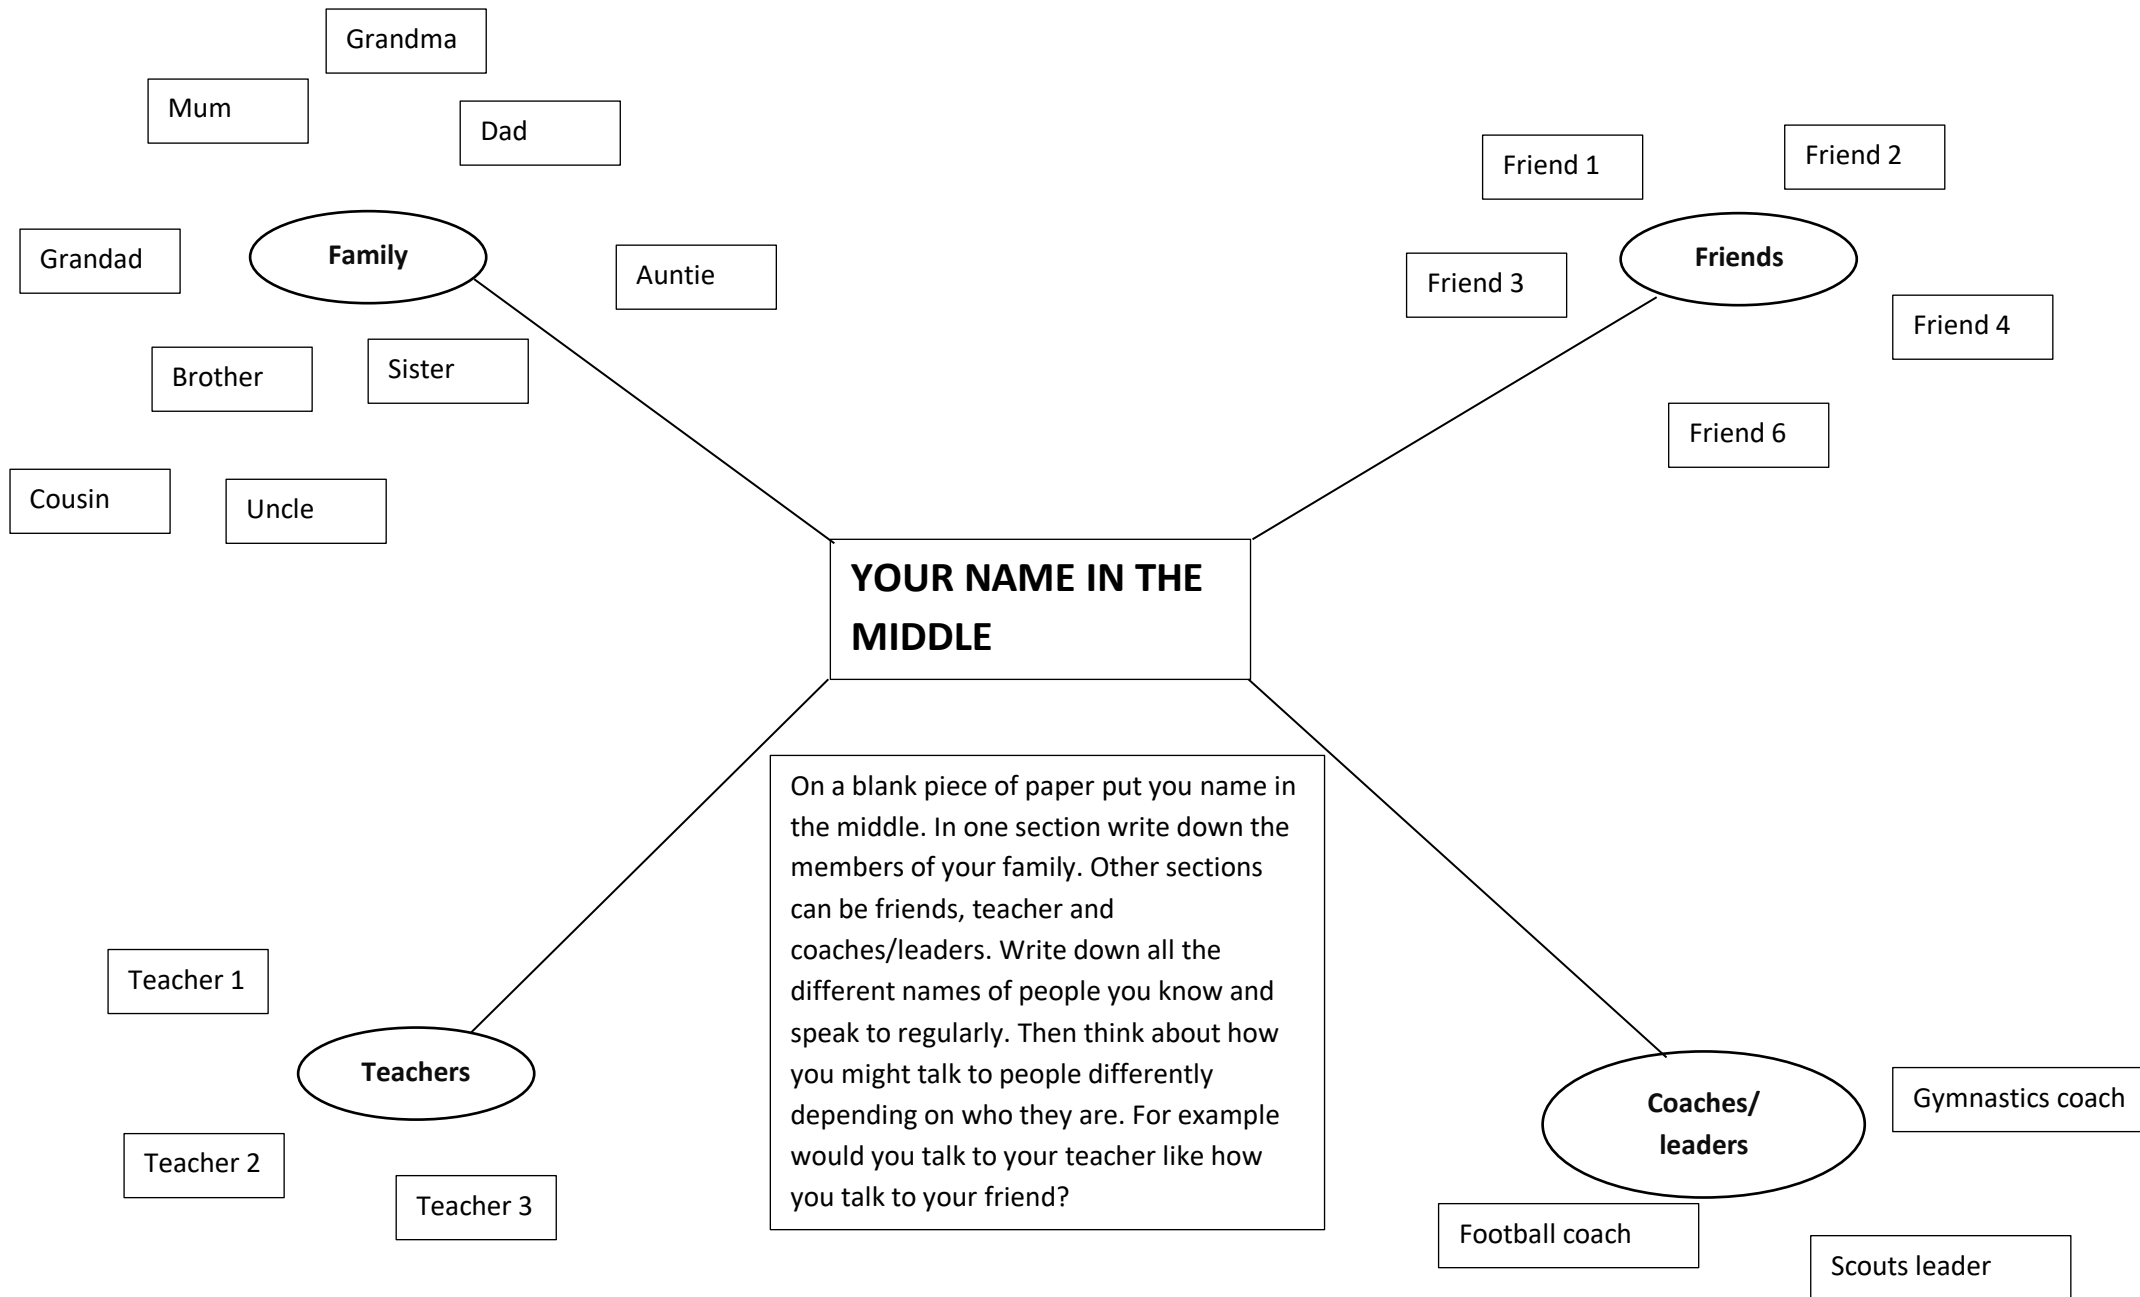 Grandma
Mum
Dad
Family
Grandad
Auntie
Brother
Sister
Cousin
Uncle
Friend 1
Friend 2
Friends
Friend 3
Friend 4
Friend 6
YOUR NAME IN THE
MIDDLE
On a blank piece of paper put you name in
the middle. In one section write down the
members of your family. Other sections
can be friends, teacher and
coaches/leaders. Write down all the
different names of people you know and
speak to regularly. Then think about how
you might talk to people differently
depending on who they are. For example
would you talk to your teacher like how
you talk to your friend?
Teacher 1
Teachers
Teacher 2
Teacher 3
Coaches/
leaders
Gymnastics coach
Football coach
Scouts leader